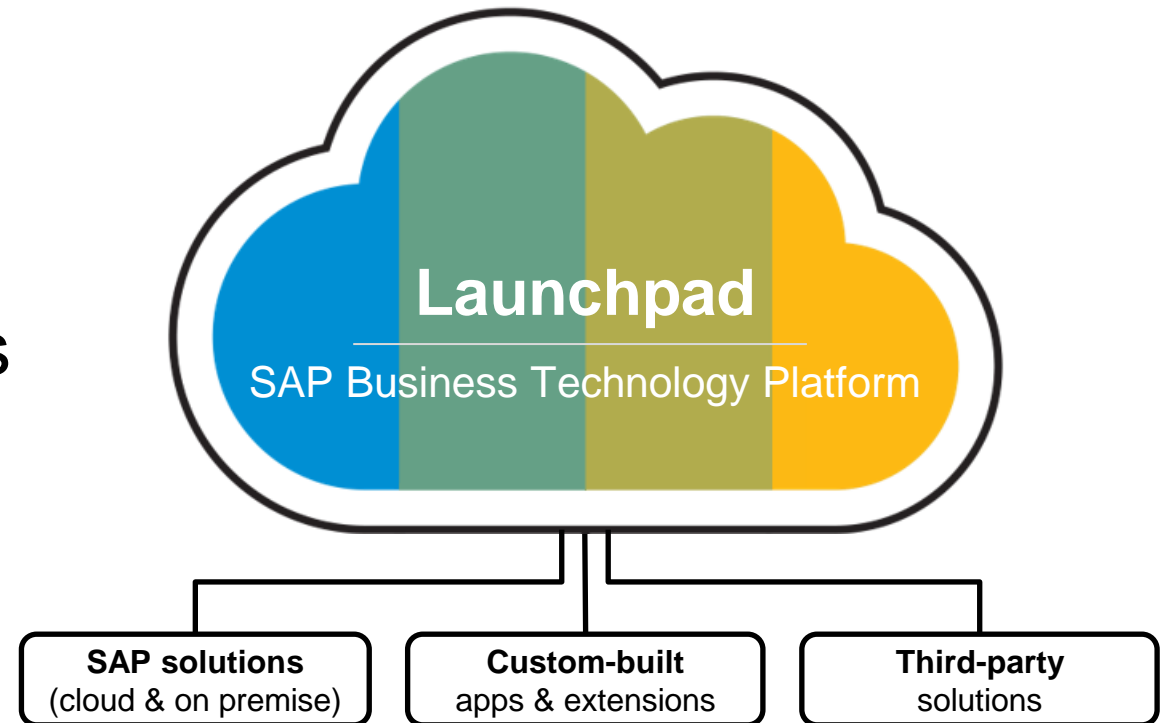 Launchpad
s
SAP Business Technology Platform
SAP solutions
(cloud & on premise)
Custom-built
apps & extensions
Third-party
solutions